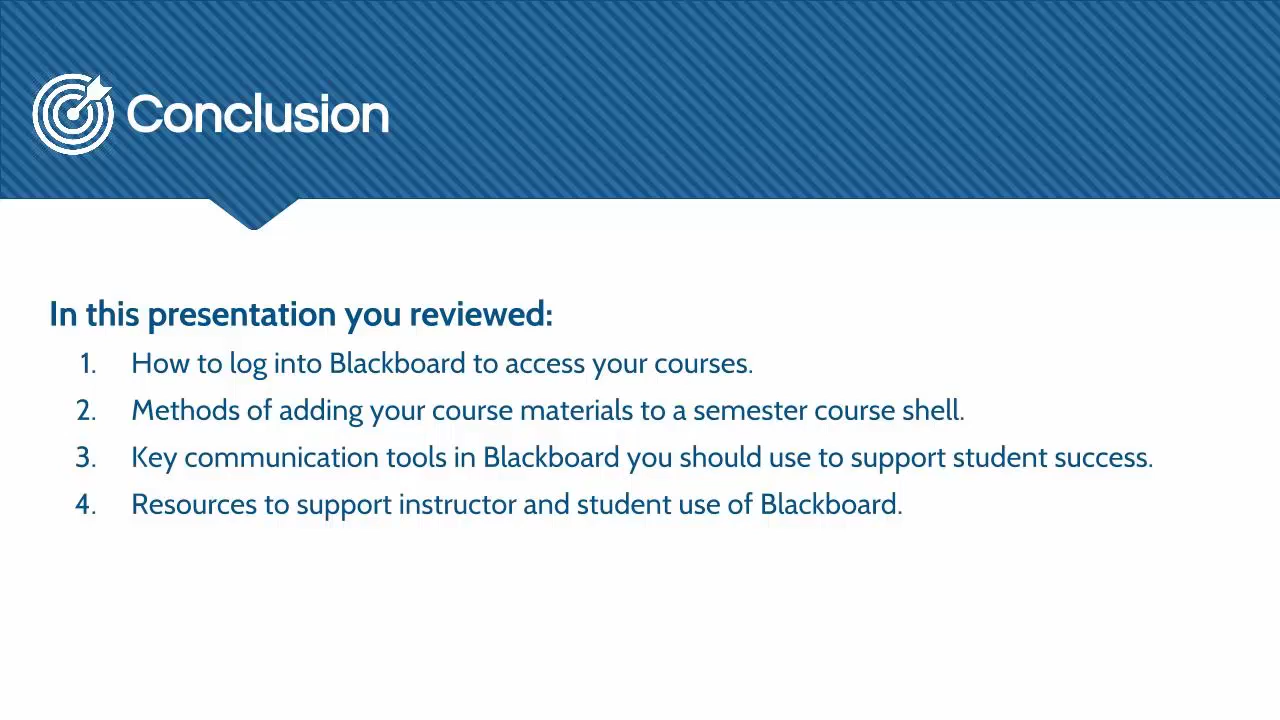 Conclusion
In this presentation you reviewed:
1. How to log into Blackboard to access your courses.
2. Methods of adding your course materials to a semester course shell.
3. Key communication tools in Blackboard you should use to support student success.
4. Resources to support instructor and student use of Blackboard.